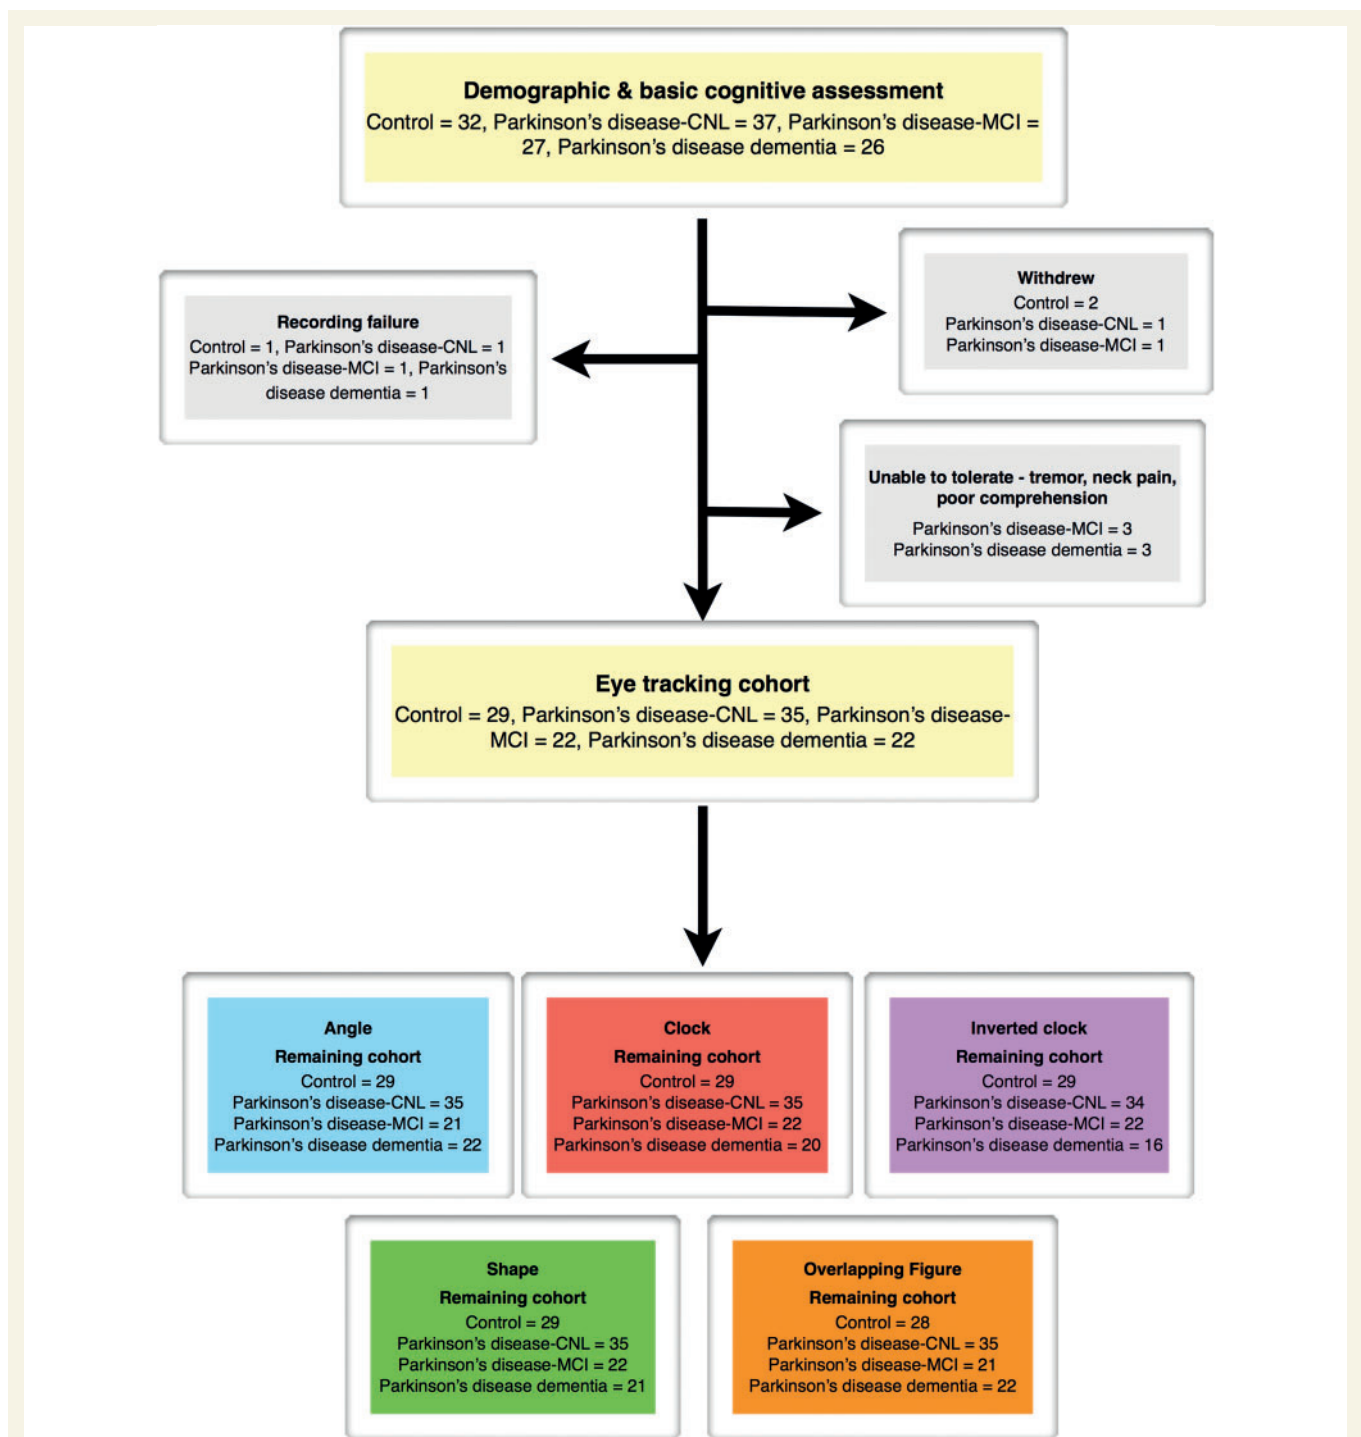 Demographic & basic cognitive assessment
Control = 32, Parkinson's disease-CNL = 37, Parkinson's disease-MCI =
27, Parkinson's disease dementia = 26
Withdrew
Control = 2
Parkinson's disease-CNL = 1
Parkinson's disease-MCI = 1
Recording failure
Control = 1, Parkinson's disease-CNL = 1
Parkinson's disease-MCI = 1, Parkinson's
disease dementia = 1
Unable to tolerate - tremor, neck pain,
poor comprehension
Parkinson's disease-MCI = 3
Parkinson's disease dementia = 3
Eye tracking cohort
Control = 29, Parkinson's disease-CNL = 35, Parkinson's disease-
MCI = 22, Parkinson's disease dementia = 22
Angle
Remaining cohort
Control = 29
Parkinson's disease-CNL = 35
Parkinson's disease-MCI = 21
Parkinson's disease dementia = 22
Clock
Remaining cohort
Control = 29
Parkinson's disease-CNL = 35
Parkinson's disease-MCI = 22
Parkinson's disease dementia = 20
Inverted clock
Remaining cohort
Control = 29
Parkinson's disease-CNL = 34
Parkinson's disease-MCI = 22
Parkinson's disease dementia = 16
Shape
Remaining cohort
Control = 29
Parkinson's disease-CNL = 35
Parkinson's disease-MCI = 22
Parkinson's disease dementia = 21
Overlapping Figure
Remaining cohort
Control = 28
Parkinson's disease-CNL = 35
Parkinson's disease-MCI = 21
Parkinson's disease dementia = 22